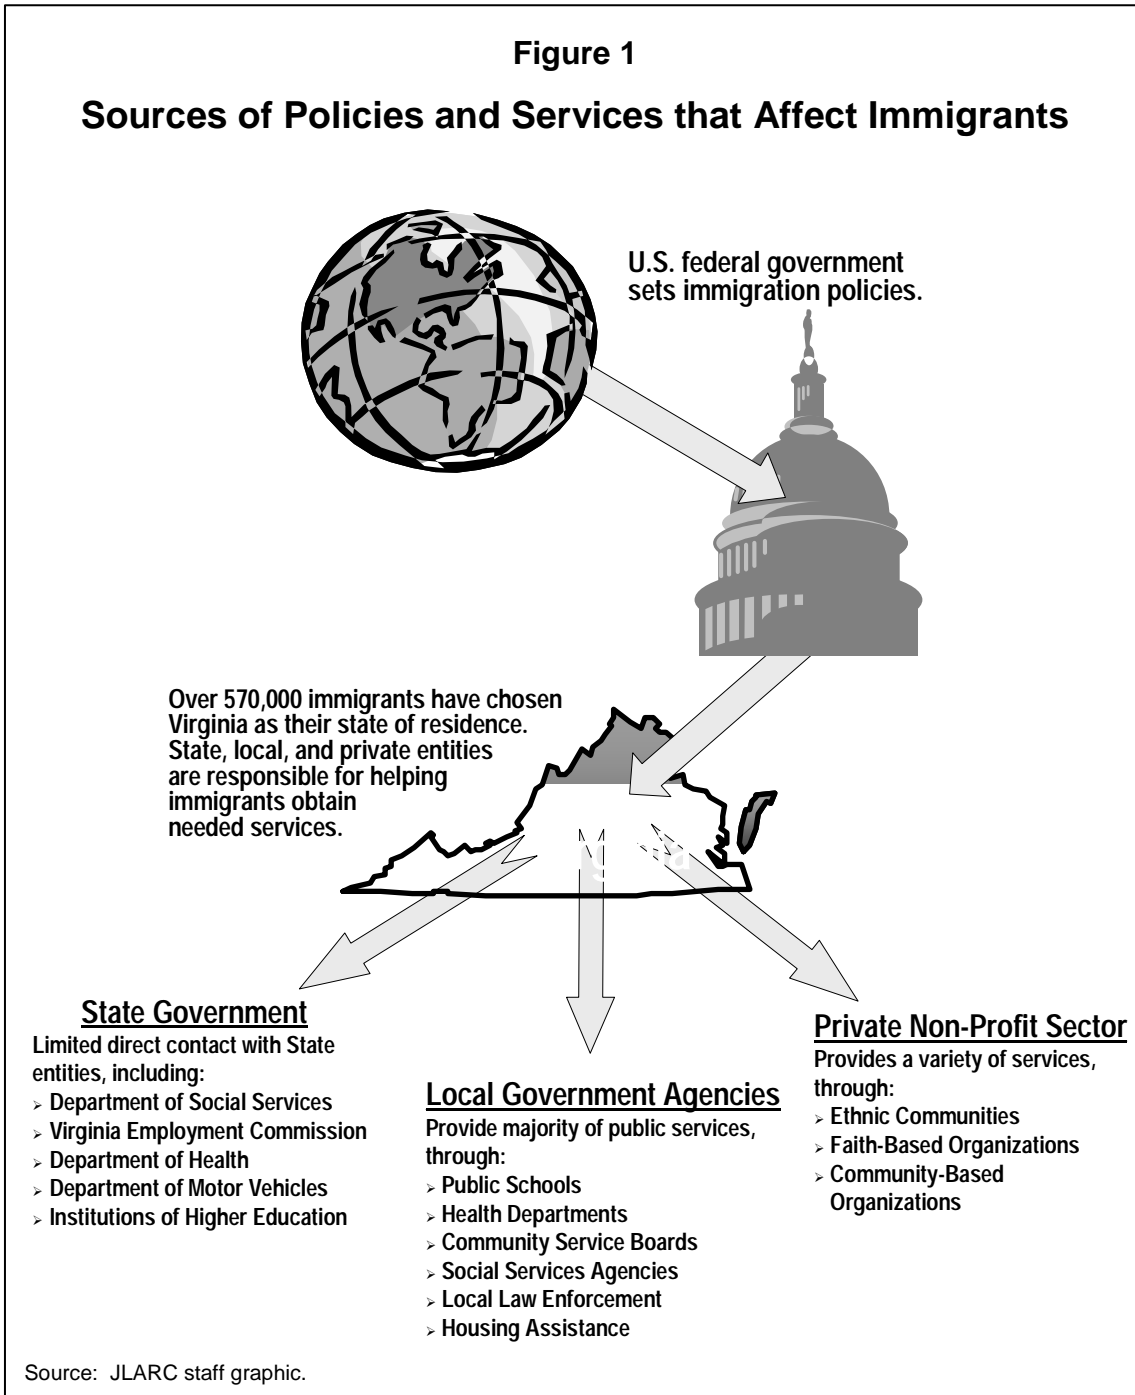 Figure 1
Sources of Policies and Services that Affect Immigrants
U.S. federal government
sets immigration policies.
Over 570,000 immigrants have chosen
Virginia as their state of residence.
State, local, and private entities
are responsible for helping
immigrants obtain
needed services.
State Government
Limited direct contact with State
entities, including:
➢ Department of Social Services
➢ Virginia Employment Commission
➢ Department of Health
➢ Department of Motor Vehicles
➢ Institutions of Higher Education
Local Government Agencies
Provide majority of public services,
through:
➢ Public Schools
➢ Health Departments
➢ Community Service Boards
➢ Social Services Agencies
➢ Local Law Enforcement
➢ Housing Assistance
Private Non-Profit Sector
Provides a variety of services,
through:
➢ Ethnic Communities
➢ Faith-Based Organizations
➢ Community-Based
Organizations
Source: JLARC staff graphic.